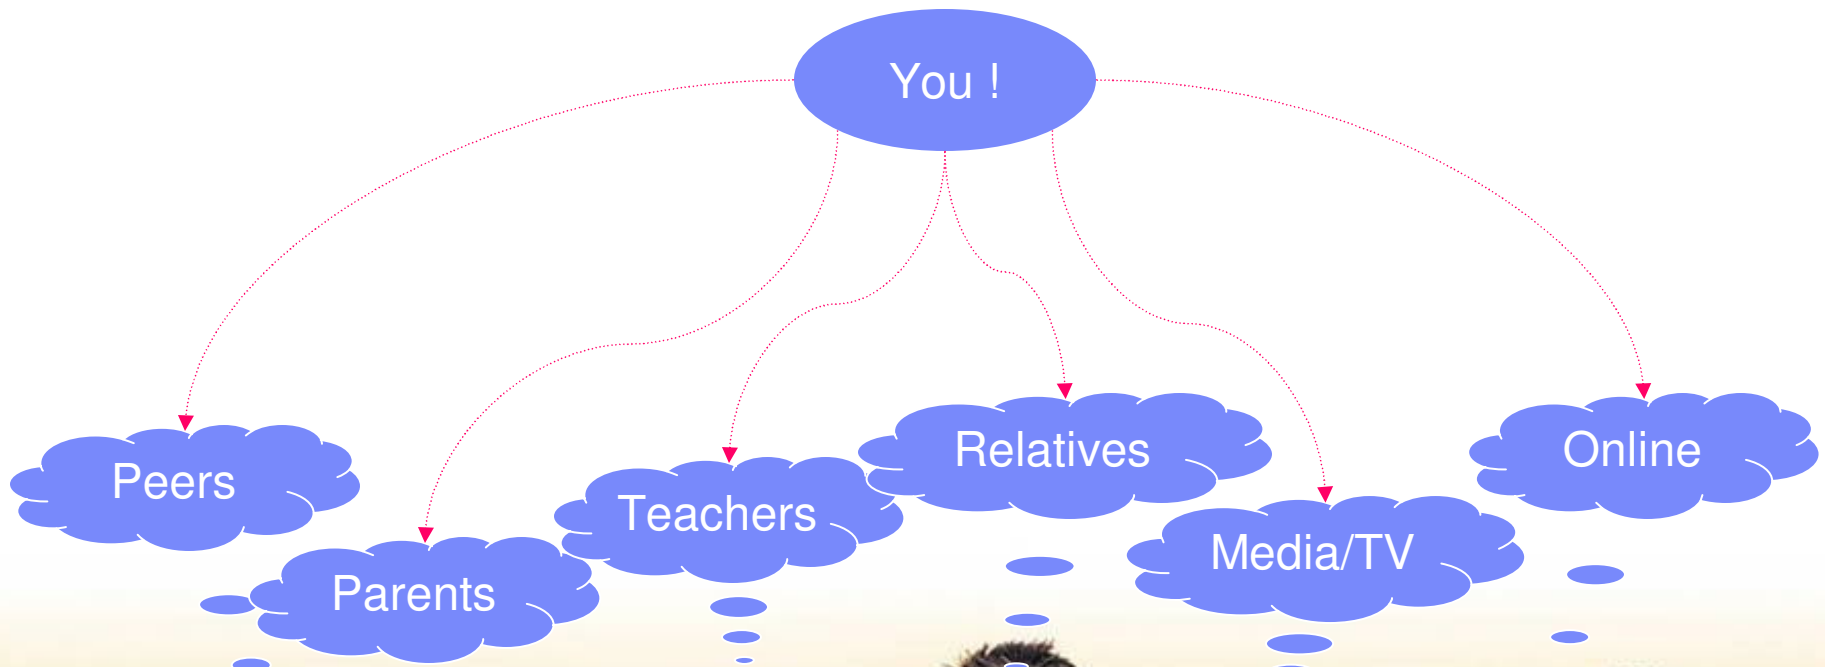 You !
Peers
Parents
Teachers
Relatives
Media/TV
Online